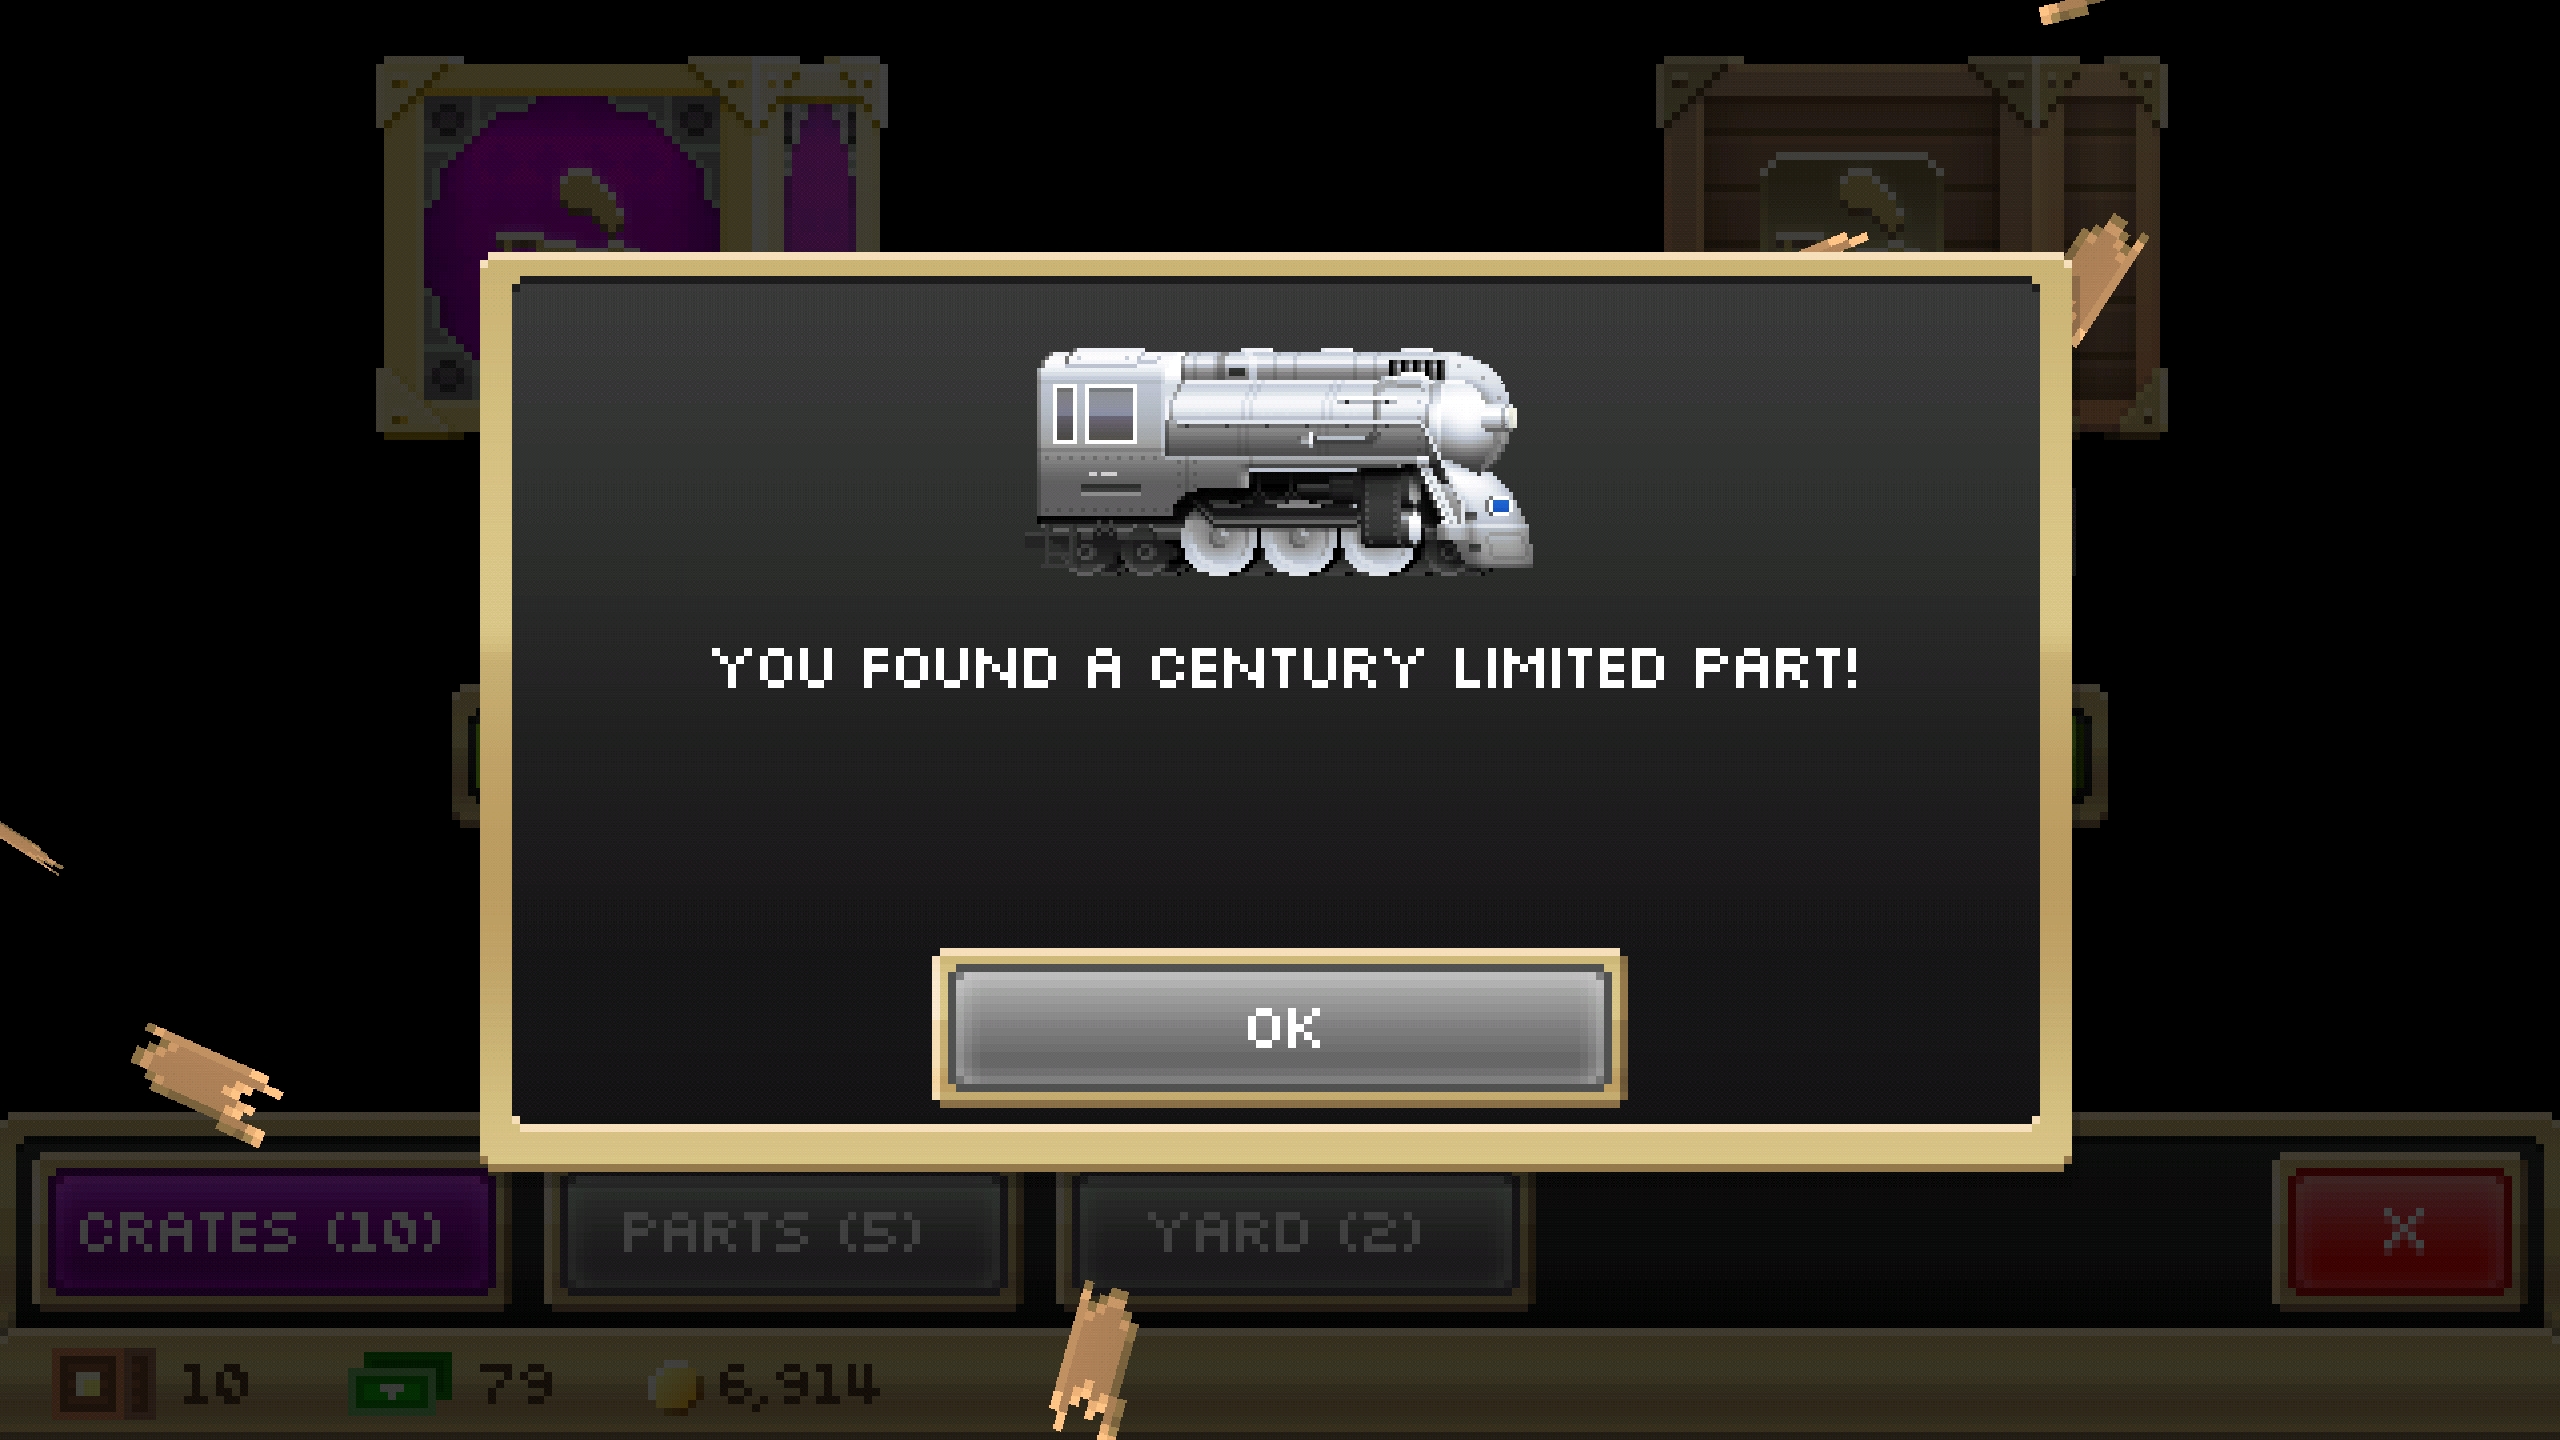 YOU FOUND A CENTURY LIMITED PART!
OK
CRATES (10)
PARTS (5)
YARD (2)
X
10
79
6,914